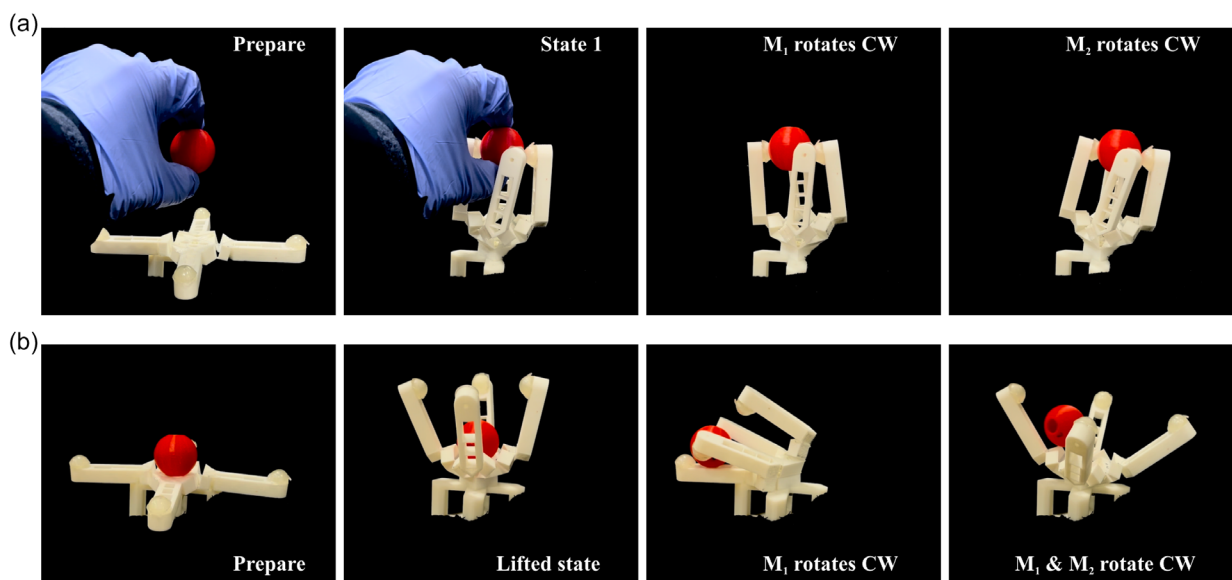 (a)
Prepare
State 1
M₁ rotates CW
M₂ rotates CW
(b)
Prepare
Lifted state
M₁ rotates CW
M₁ & M₂ rotate CW